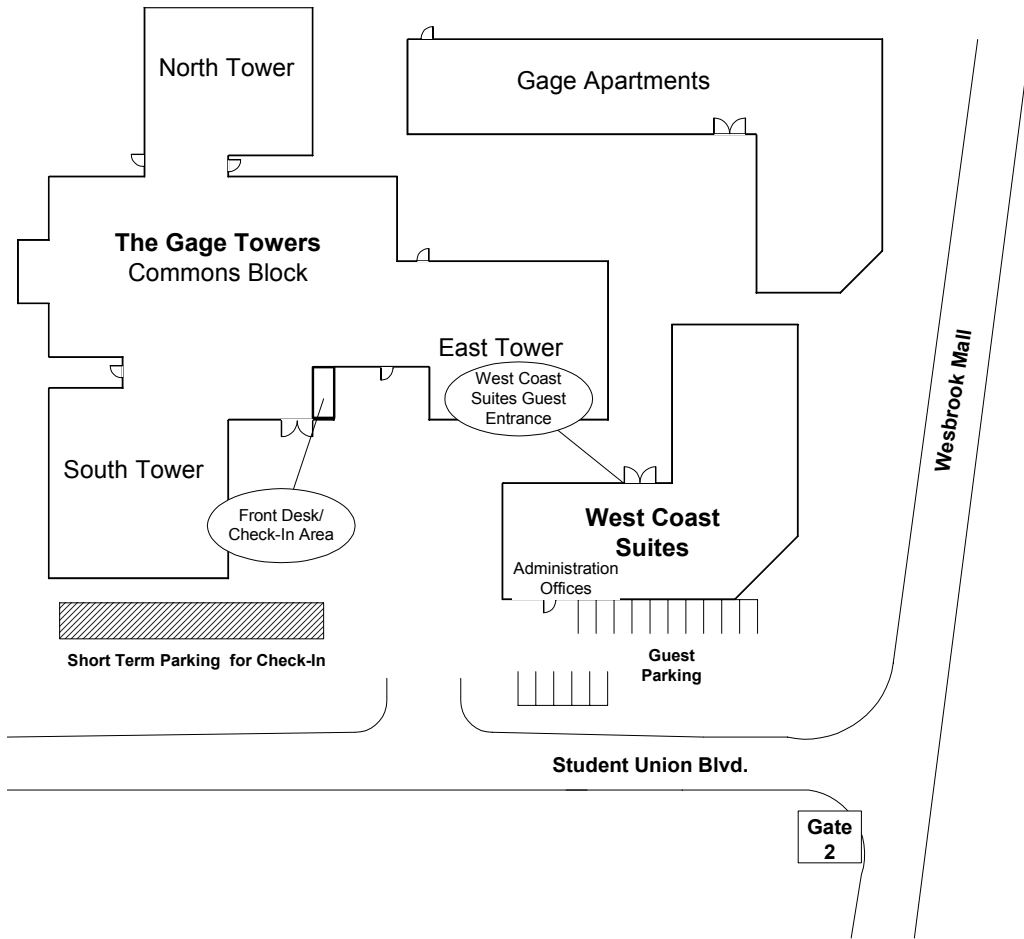 North Tower
Gage Apartments
The Gage Towers
Commons Block
East Tower
West Coast
Suites Guest
Entrance
Wesbrook Mall
South Tower
Front Desk/
Check-In Area
West Coast
Suites
Administration
Offices
Short Term Parking for Check-In
Guest
Parking
Student Union Blvd.
Gate
2